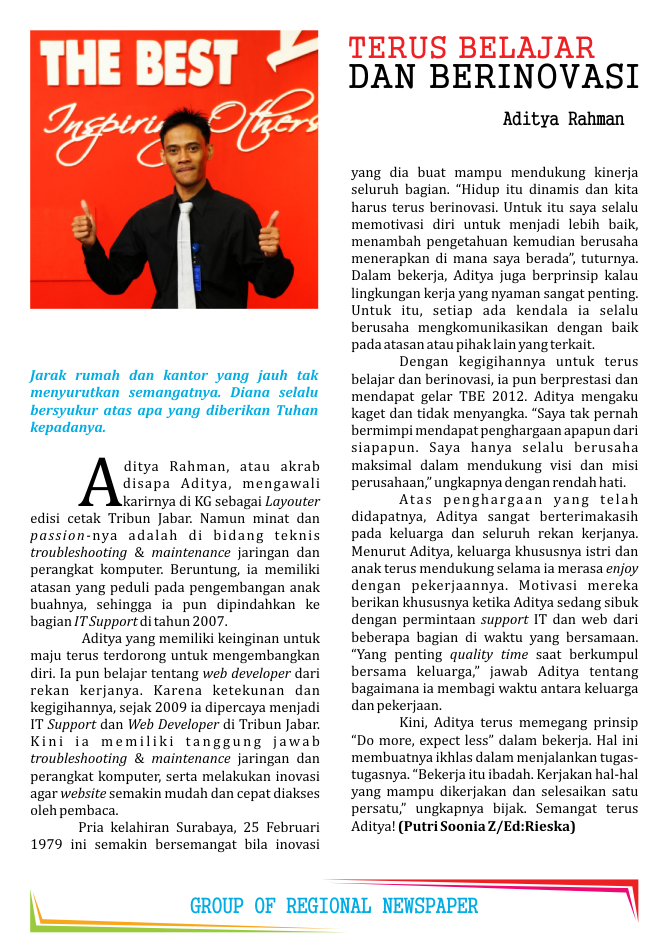 THE BEST
Inspiring Others
TERUS BELAJAR
DAN BERINOVASI
Aditya Rahman
Jarak rumah dan kantor yang jauh tak
menyurutkan semangatnya. Diana selalu
bersyukur atas apa yang diberikan Tuhan
kepadanya.
Aditya Rahman, atau akrab
disapa Aditya, mengawali
karirnya di KG sebagai Layouter
edisi cetak Tribun Jabar. Namun minat dan
passion-nya adalah di bidang teknis
troubleshooting & maintenance jaringan dan
perangkat komputer. Beruntung, ia memiliki
atasan yang peduli pada pengembangan anak
buahnya, sehingga ia pun dipindahkan ke
bagian IT Support di tahun 2007.
Aditya yang memiliki keinginan untuk
maju terus terdorong untuk mengembangkan
diri. Ia pun belajar tentang web developer dari
rekan kerjanya. Karena ketekunan dan
kegigihannya, sejak 2009 ia dipercaya menjadi
IT Support dan Web Developer di Tribun Jabar.
Kini ia memiliki tanggung jawab
troubleshooting & maintenance jaringan dan
perangkat komputer, serta melakukan inovasi
agar website semakin mudah dan cepat diakses
oleh pembaca.
Pria kelahiran Surabaya, 25 Februari
1979 ini semakin bersemangat bila inovasi
yang dia buat mampu mendukung kinerja
seluruh bagian. “Hidup itu dinamis dan kita
harus terus berinovasi. Untuk itu saya selalu
memotivasi diri untuk menjadi lebih baik,
menambah pengetahuan kemudian berusaha
menerapkan di mana saya berada”, tuturnya.
Dalam bekerja, Aditya juga berprinsip kalau
lingkungan kerja yang nyaman sangat penting.
Untuk itu, setiap ada kendala ia selalu
berusaha mengkomunikasikan dengan baik
pada atasan atau pihak lain yang terkait.
Dengan kegigihannya untuk terus
belajar dan berinovasi, ia pun berprestasi dan
mendapat gelar TBE 2012. Aditya mengaku
kaget dan tidak menyangka. “Saya tak pernah
bermimpi mendapat penghargaan apapun dari
siapapun. Saya hanya selalu berusaha
maksimal dalam mendukung visi dan misi
perusahaan,” ungkapnya dengan rendah hati.
Atas penghargaan yang telah
didapatnya, Aditya sangat berterimakasih
pada keluarga dan seluruh rekan kerjanya.
Menurut Aditya, keluarga khususnya istri dan
anak terus mendukung selama ia merasa enjoy
dengan pekerjaannya. Motivasi mereka
berikan khususnya ketika Aditya sedang sibuk
dengan permintaan support IT dan web dari
beberapa bagian di waktu yang bersamaan.
“Yang penting quality time saat berkumpul
bersama keluarga,” jawab Aditya tentang
bagaimana ia membagi waktu antara keluarga
dan pekerjaan.
Kini, Aditya terus memegang prinsip
“Do more, expect less” dalam bekerja. Hal ini
membuatnya ikhlas dalam menjalankan tugas-
tugasnya. “Bekerja itu ibadah. Kerjakan hal-hal
yang mampu dikerjakan dan selesaikan satu
persatu,” ungkapnya bijak. Semangat terus
Aditya! (Putri Soonia Z/Ed:Rieska)
GROUP OF REGIONAL NEWSPAPER